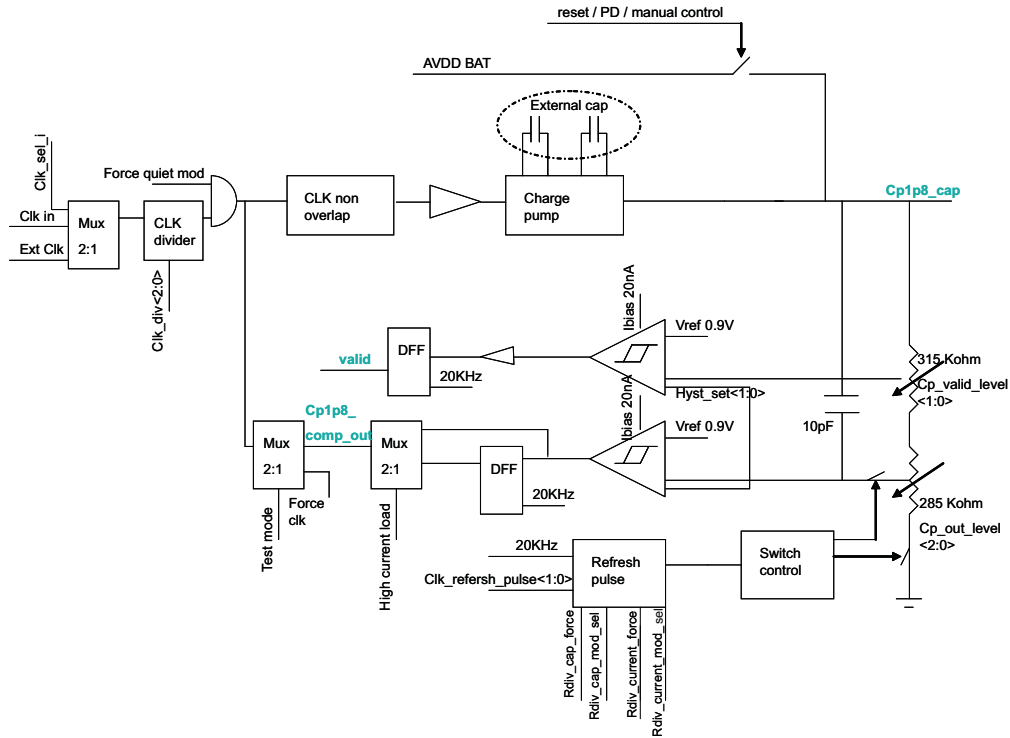 reset / PD / manual control
AVDD BAT
External cap
Clk_sel_i
Force quiet mod
Clk in
Mux
2:1
Ext Clk
CLK
divider
Clk_div<2:0>
CLK non
overlap
Charge
pump
Cp1p8_cap
Ibias 20nA
Vref 0.9V
DFF
valid
20KHz
Hyst_set<1:0>
315 Kohm
Cp_valid_level
<1:0>
10pF
Cp1p8_
comp_out
Ibias 20nA
Vref 0.9V
Mux
2:1
Mux
2:1
DFF
20KHz
Force
clk
Test mode
High current load
285 Kohm
Cp_out_level
<2:0>
20KHz
Clk_refersh_pulse<1:0>
Refresh
pulse
Switch
control
Rdiv_cap_force
Rdiv_cap_mod_sel
Rdiv_current_force
Rdiv_current_mod_sel